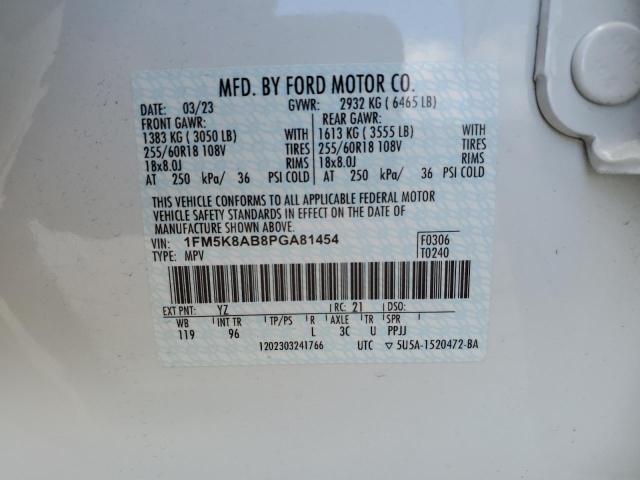 MFD. BY FORD MOTOR CO.
DATE: 03/23 GVWR: 2932 KG ( 6465 LB)
FRONT GAWR: REAR GAWR:
1383 KG ( 3050 LB) WITH 1613 KG ( 3555 LB) WITH
255/60R18 108V TIRES 255/60R18 108V TIRES
18x8.0J RIMS 18x8.0J RIMS
AT 250 kPa/ 36 PSI COLD AT 250 kPa/ 36 PSI COLD
THIS VEHICLE CONFORMS TO ALL APPLICABLE FEDERAL MOTOR
VEHICLE SAFETY STANDARDS IN EFFECT ON THE DATE OF
MANUFACTURE SHOWN ABOVE.
VIN: 1FM5K8AB8PGA81454 F0306
TYPE: MPV T0240
EXT PNT: YZ RC: 21 DSO:
WB INT TR TP/PS R AXLE TR SPR
119 96 L 3C U PPJJ
1202303241766 UTC ▽ 5U5A-1520472-BA